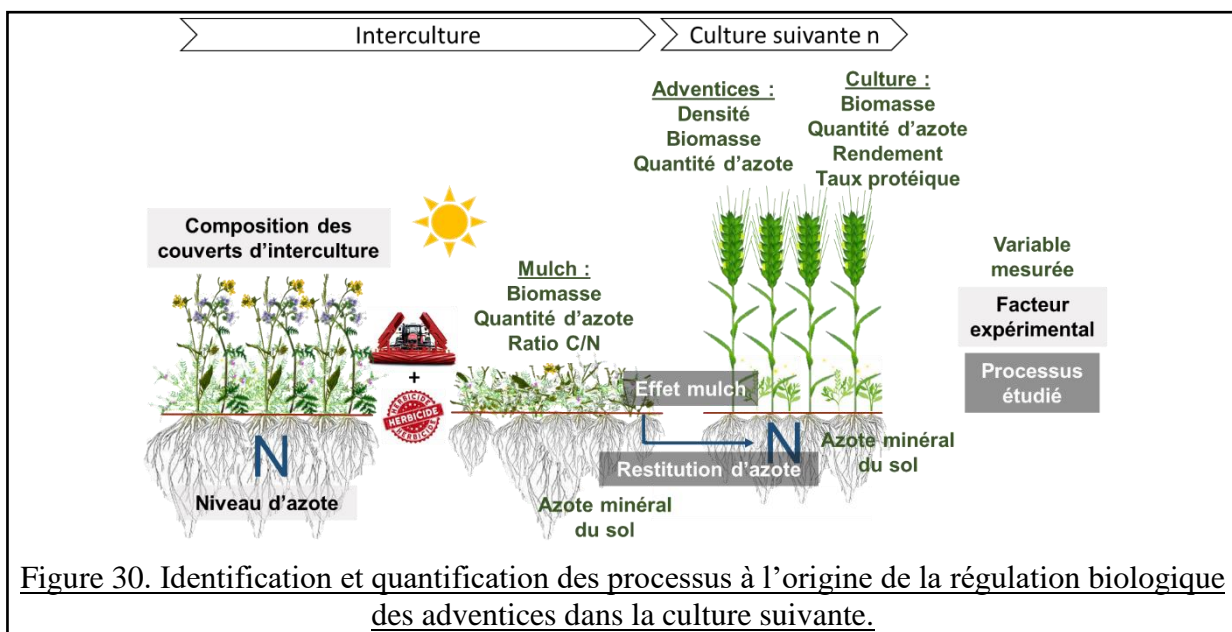 Interculture
Culture suivante n
Adventices :
Densité
Biomasse
Quantité d'azote
Culture :
Biomasse
Quantité d'azote
Rendement
Taux protéique
Composition des
couverts d'interculture
Mulch :
Biomasse
Quantité d'azote
Ratio C/N
Variable
mesurée
Facteur
expérimental
Processus
étudié
+
HERBICIDE
HERBICIDE
HERBICIDE
Effet mulch
N
Niveau d'azote
Restitution d'azote
N
Azote minéral
du sol
Azote minéral
du sol
Figure 30. Identification et quantification des processus à l'origine de la régulation biologique
des adventices dans la culture suivante.